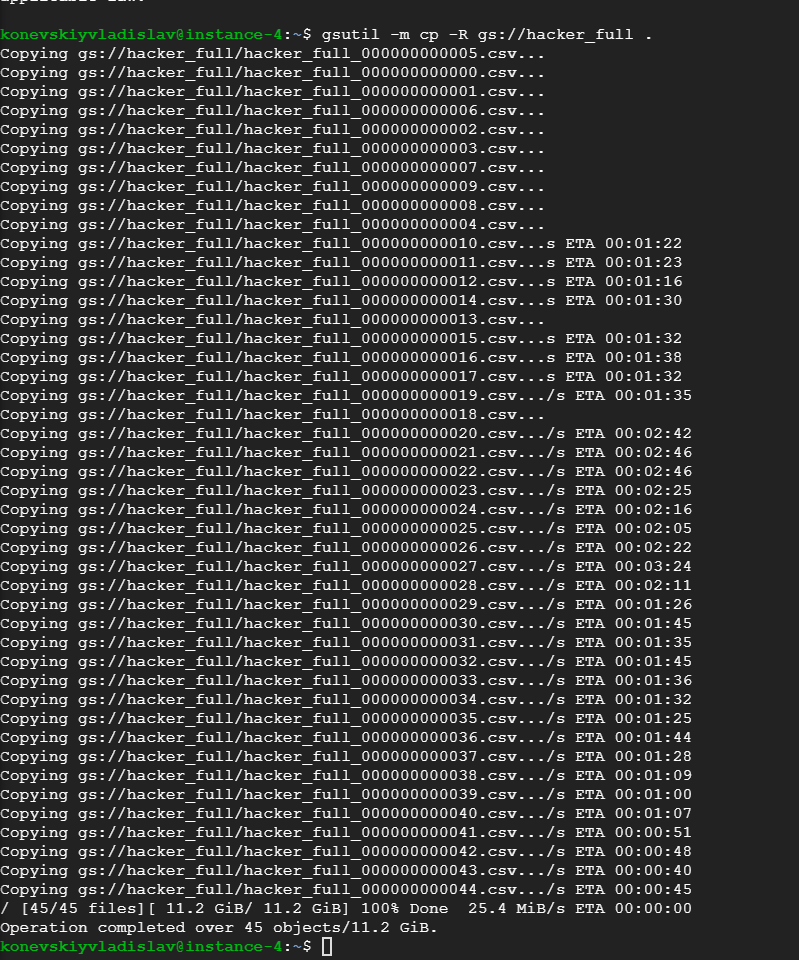 konevskiyvladislav@instance-4:~$ gsutil -m cp -R gs://hacker_full .
Copying gs://hacker_full/hacker_full_000000000005.csv...
Copying gs://hacker_full/hacker_full_000000000000.csv...
Copying gs://hacker_full/hacker_full_000000000001.csv...
Copying gs://hacker_full/hacker_full_000000000006.csv...
Copying gs://hacker_full/hacker_full_000000000002.csv...
Copying gs://hacker_full/hacker_full_000000000003.csv...
Copying gs://hacker_full/hacker_full_000000000007.csv...
Copying gs://hacker_full/hacker_full_000000000009.csv...
Copying gs://hacker_full/hacker_full_000000000008.csv...
Copying gs://hacker_full/hacker_full_000000000004.csv...
Copying gs://hacker_full/hacker_full_000000000010.csv...s ETA 00:01:22
Copying gs://hacker_full/hacker_full_000000000011.csv...s ETA 00:01:23
Copying gs://hacker_full/hacker_full_000000000012.csv...s ETA 00:01:16
Copying gs://hacker_full/hacker_full_000000000014.csv...s ETA 00:01:30
Copying gs://hacker_full/hacker_full_000000000013.csv...
Copying gs://hacker_full/hacker_full_000000000015.csv...s ETA 00:01:32
Copying gs://hacker_full/hacker_full_000000000016.csv...s ETA 00:01:38
Copying gs://hacker_full/hacker_full_000000000017.csv...s ETA 00:01:32
Copying gs://hacker_full/hacker_full_000000000019.csv.../s ETA 00:01:35
Copying gs://hacker_full/hacker_full_000000000018.csv...
Copying gs://hacker_full/hacker_full_000000000020.csv.../s ETA 00:02:42
Copying gs://hacker_full/hacker_full_000000000021.csv.../s ETA 00:02:46
Copying gs://hacker_full/hacker_full_000000000022.csv.../s ETA 00:02:46
Copying gs://hacker_full/hacker_full_000000000023.csv.../s ETA 00:02:25
Copying gs://hacker_full/hacker_full_000000000024.csv.../s ETA 00:02:16
Copying gs://hacker_full/hacker_full_000000000025.csv.../s ETA 00:02:05
Copying gs://hacker_full/hacker_full_000000000026.csv.../s ETA 00:02:22
Copying gs://hacker_full/hacker_full_000000000027.csv.../s ETA 00:03:24
Copying gs://hacker_full/hacker_full_000000000028.csv.../s ETA 00:02:11
Copying gs://hacker_full/hacker_full_000000000029.csv.../s ETA 00:01:26
Copying gs://hacker_full/hacker_full_000000000030.csv.../s ETA 00:01:45
Copying gs://hacker_full/hacker_full_000000000031.csv.../s ETA 00:01:35
Copying gs://hacker_full/hacker_full_000000000032.csv.../s ETA 00:01:45
Copying gs://hacker_full/hacker_full_000000000033.csv.../s ETA 00:01:36
Copying gs://hacker_full/hacker_full_000000000034.csv.../s ETA 00:01:32
Copying gs://hacker_full/hacker_full_000000000035.csv.../s ETA 00:01:25
Copying gs://hacker_full/hacker_full_000000000036.csv.../s ETA 00:01:44
Copying gs://hacker_full/hacker_full_000000000037.csv.../s ETA 00:01:28
Copying gs://hacker_full/hacker_full_000000000038.csv.../s ETA 00:01:09
Copying gs://hacker_full/hacker_full_000000000039.csv.../s ETA 00:01:00
Copying gs://hacker_full/hacker_full_000000000040.csv.../s ETA 00:01:07
Copying gs://hacker_full/hacker_full_000000000041.csv.../s ETA 00:00:51
Copying gs://hacker_full/hacker_full_000000000042.csv.../s ETA 00:00:48
Copying gs://hacker_full/hacker_full_000000000043.csv.../s ETA 00:00:40
Copying gs://hacker_full/hacker_full_000000000044.csv.../s ETA 00:00:45
/ [45/45 files][ 11.2 GiB/ 11.2 GiB] 100% Done  25.4 MiB/s ETA 00:00:00
Operation completed over 45 objects/11.2 GiB.
konevskiyvladislav@instance-4:~$